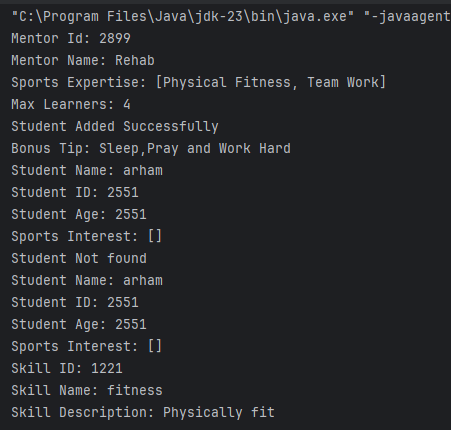 "C:\Program Files\Java\jdk-23\bin\java.exe" "-javaagent
Mentor Id: 2899
Mentor Name: Rehab
Sports Expertise: [Physical Fitness, Team Work]
Max Learners: 4
Student Added Successfully
Bonus Tip: Sleep,Pray and Work Hard
Student Name: arham
Student ID: 2551
Student Age: 2551
Sports Interest: []
Student Not found
Student Name: arham
Student ID: 2551
Student Age: 2551
Sports Interest: []
Skill ID: 1221
Skill Name: fitness
Skill Description: Physically fit